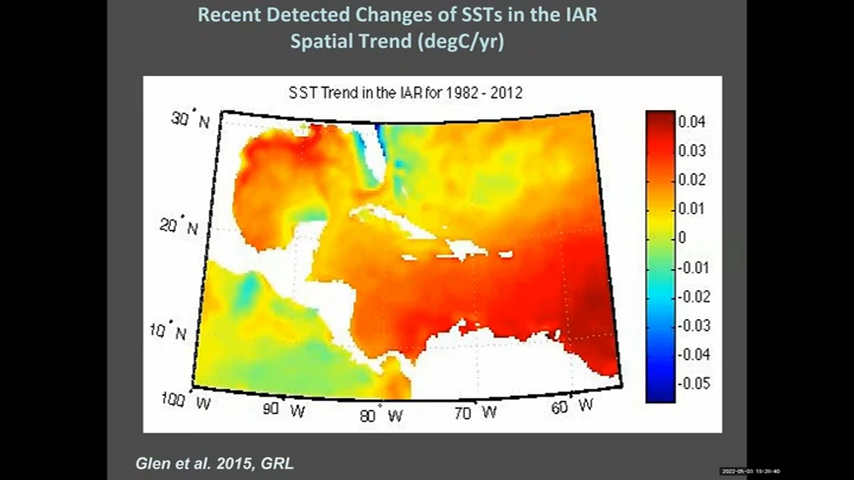 Recent Detected Changes of SSTs in the IAR
Spatial Trend (degC/yr)
SST Trend in the IAR for 1982 - 2012
30° N
20° N
10° N
100° W
90° W
80° W
70° W
60° W
0.04
0.03
0.02
0.01
0
-0.01
-0.02
-0.03
-0.04
-0.05
Glen et al. 2015, GRL